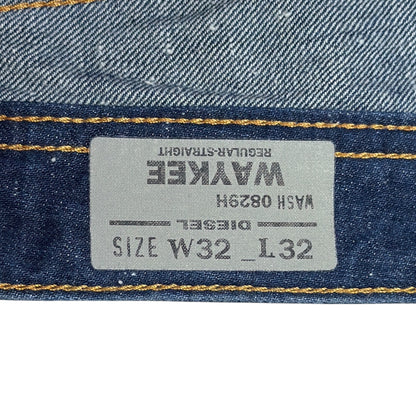 SIZE W32 _ L32
DIESEL
WASH 0829H
WAYKEE
REGULAR-STRAIGHT